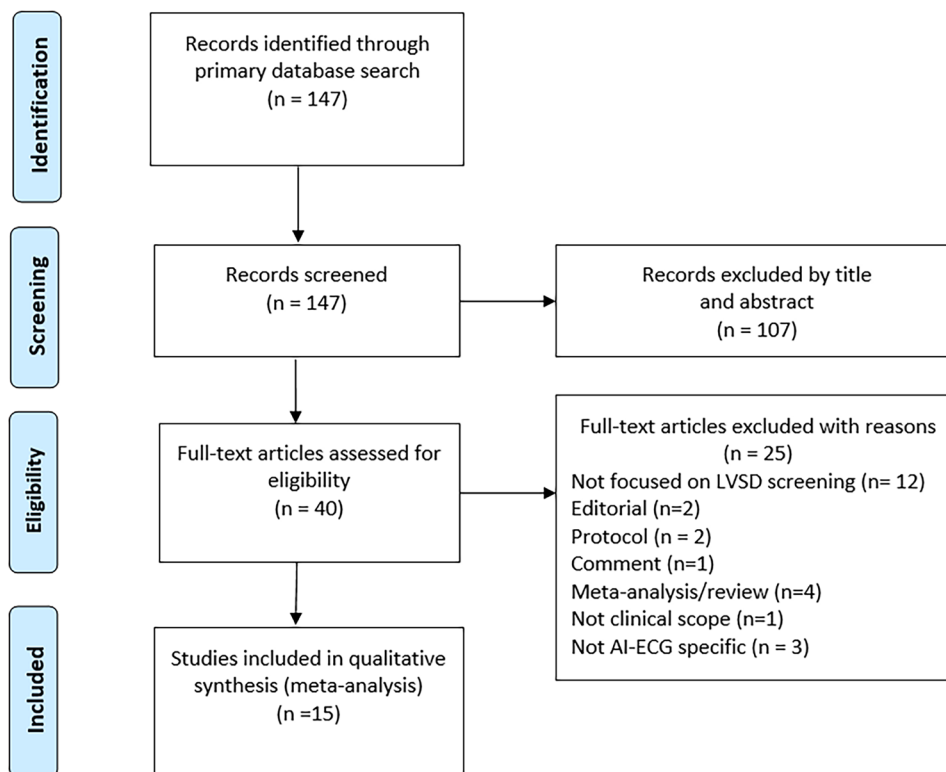 Identification
Records identified through
primary database search
(n = 147)
Screening
Records screened
(n = 147)
Records excluded by title
and abstract
(n = 107)
Eligibility
Full-text articles assessed for
eligibility
(n = 40)
Full-text articles excluded with reasons
(n = 25)
Not focused on LVSD screening (n= 12)
Editorial (n=2)
Protocol (n = 2)
Comment (n=1)
Meta-analysis/review (n=4)
Not clinical scope (n=1)
Not AI-ECG specific (n = 3)
Included
Studies included in qualitative
synthesis (meta-analysis)
(n =15)